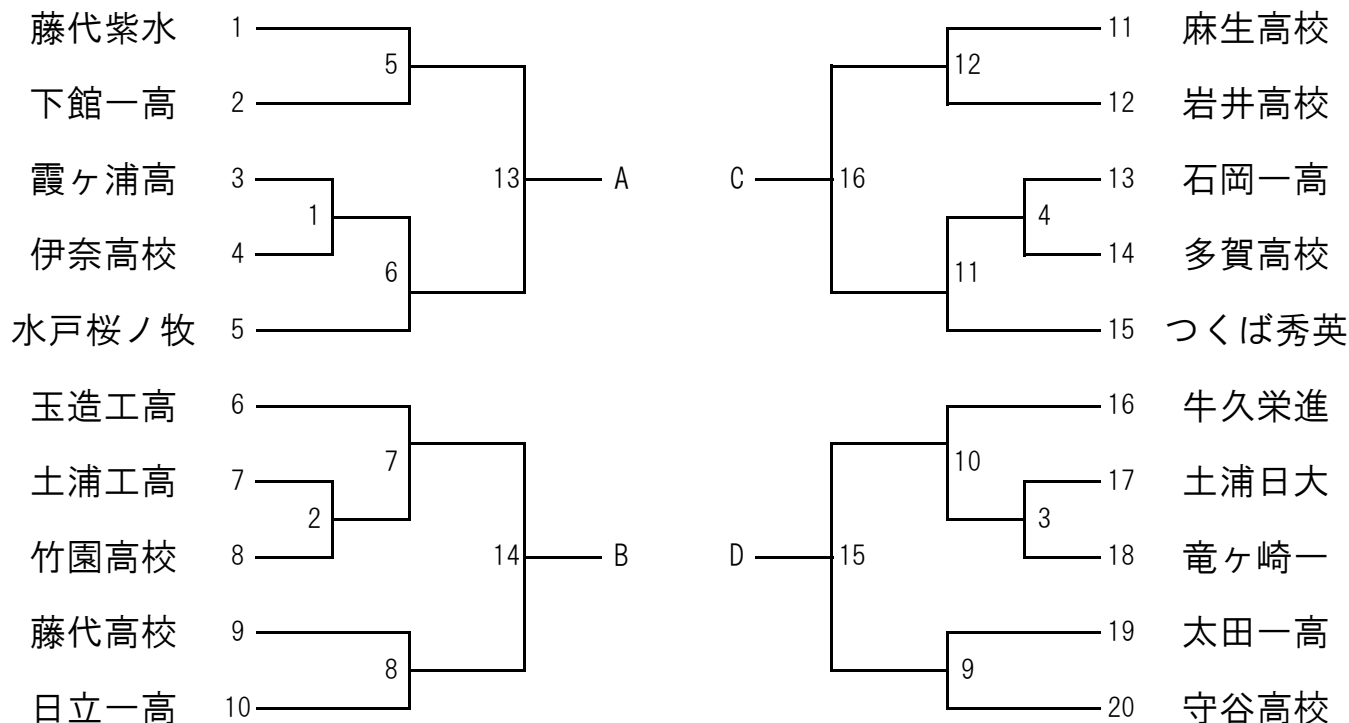 藤代紫水 1
5
下館一高 2
霞ヶ浦高 3
1
13 A
伊奈高校 4
6
水戸桜ノ牧 5
玉造工高 6
7
土浦工高 7
2
竹園高校 8
14 B
藤代高校 9
8
日立一高 10
11 麻生高校
12
12 岩井高校
C 16
13 石岡一高
4
14 多賀高校
11
15 つくば秀英
16 牛久栄進
10
17 土浦日大
3
18 竜ヶ崎一
D 15
19 太田一高
9
20 守谷高校